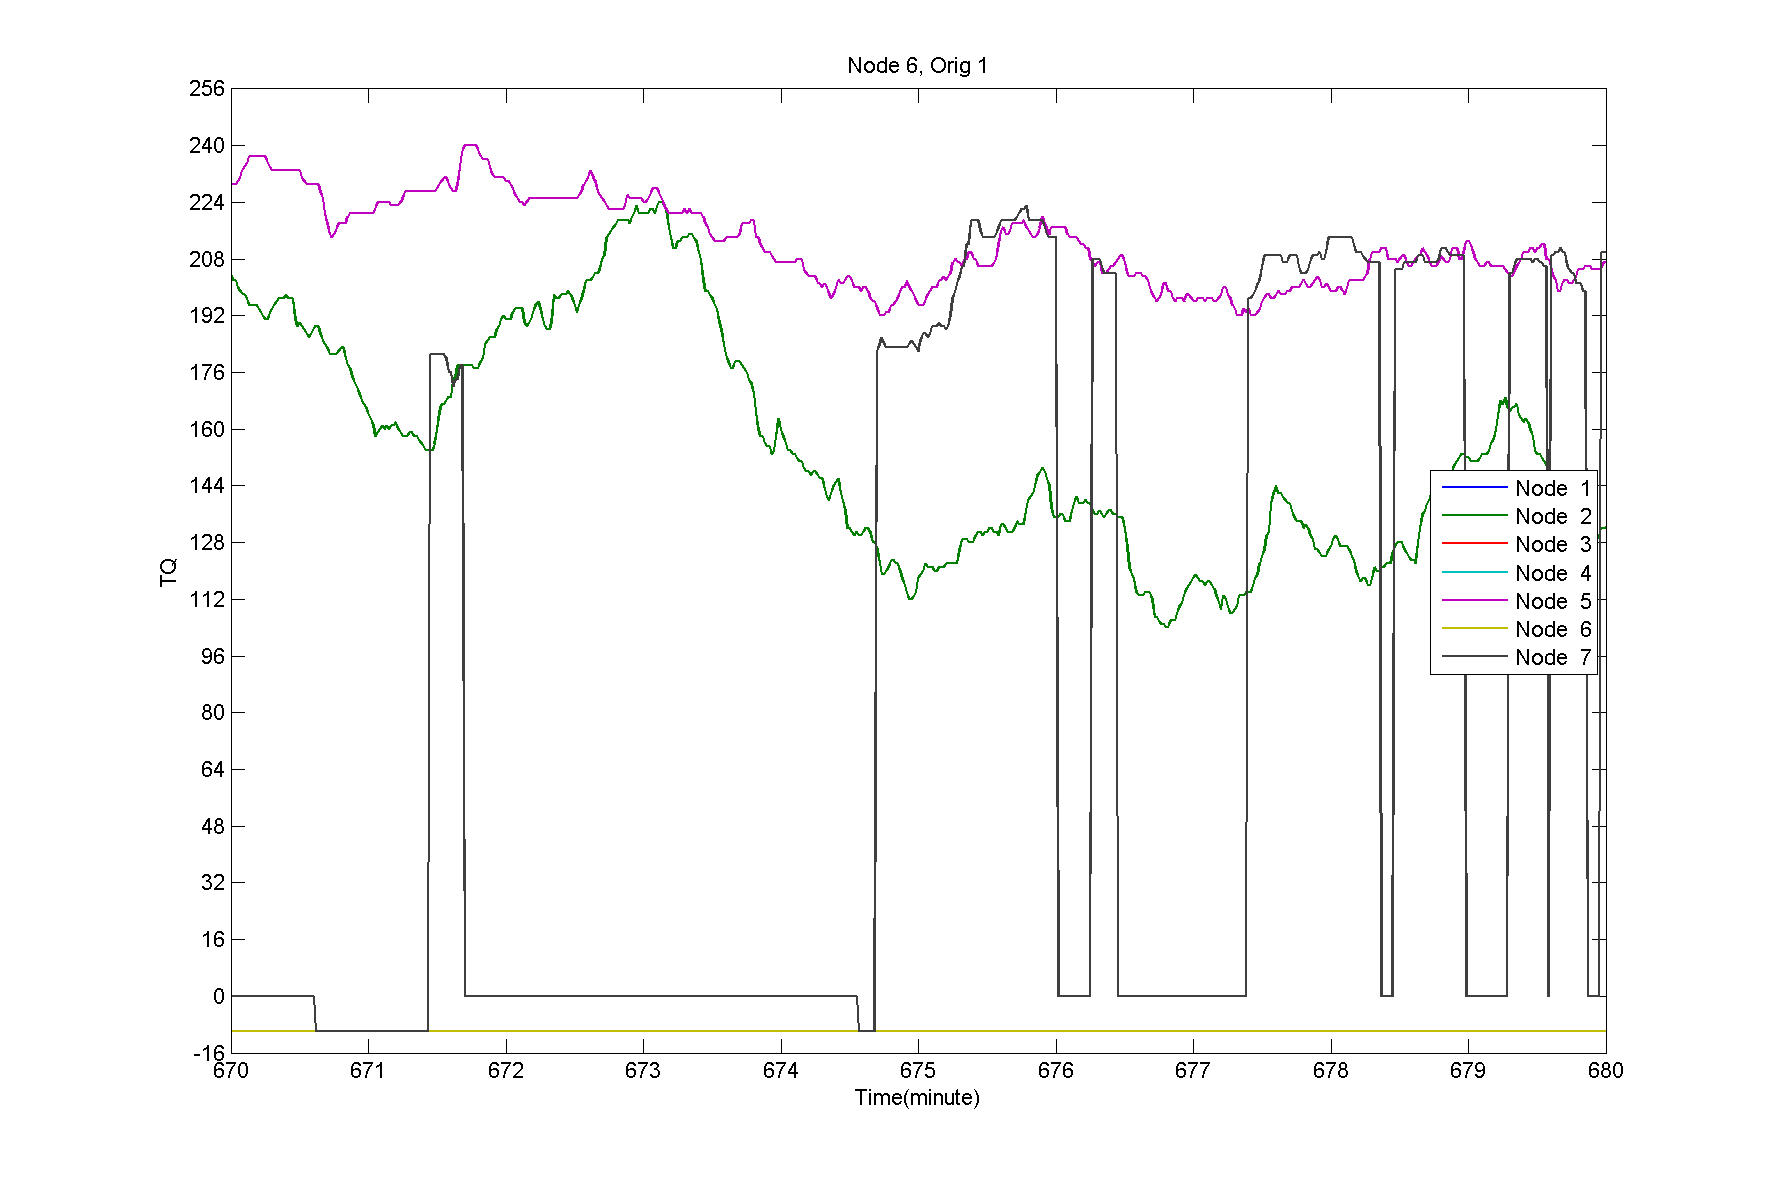 Node 6, Orig 1
256
240
224
208
192
176
160
144
128
112
96
80
64
48
32
16
0
-16
TQ
Node 1
Node 2
Node 3
Node 4
Node 5
Node 6
Node 7
670 671 672 673 674 675 676 677 678 679 680
Time(minute)